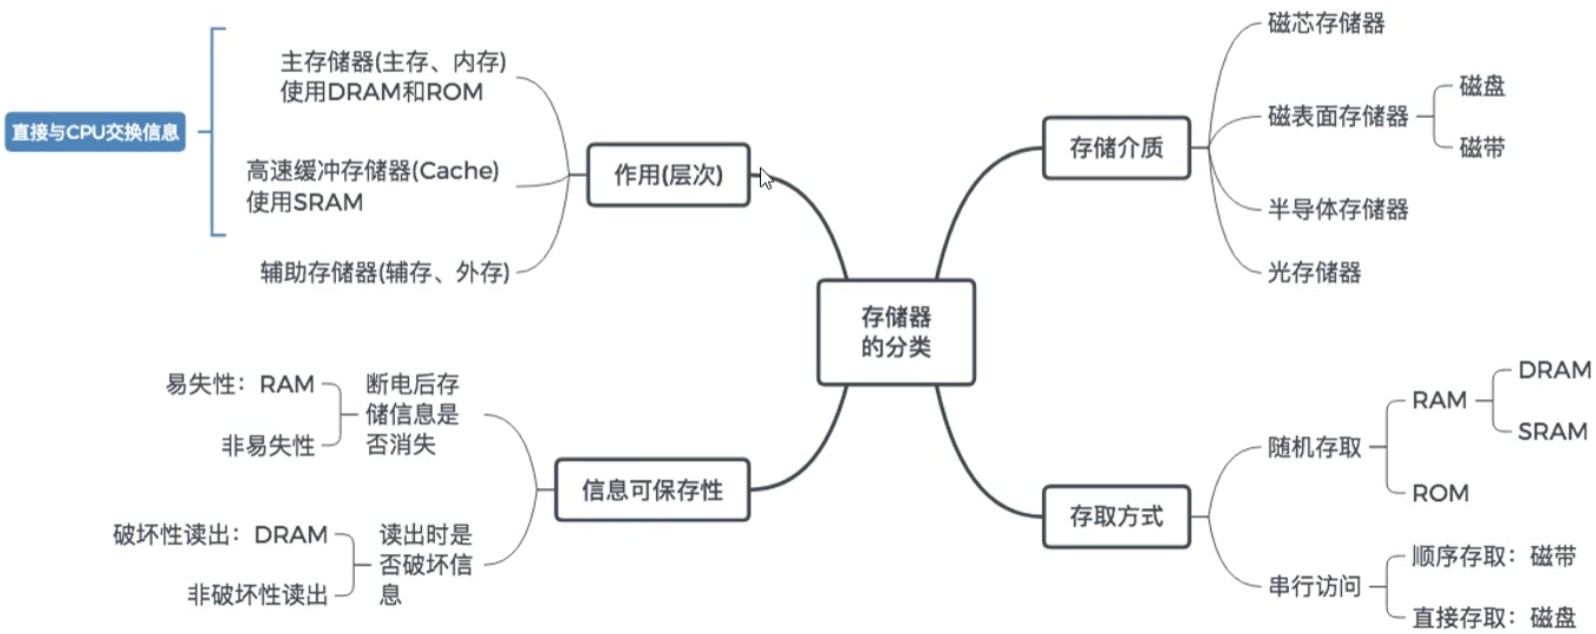 存储器
的分类
作用(层次)
主存储器(主存、内存)
使用DRAM和ROM
高速缓冲存储器(Cache)
使用SRAM
直接与CPU交换信息
辅助存储器(辅存、外存)
存储介质
磁芯存储器
磁表面存储器
磁盘
磁带
半导体存储器
光存储器
信息可保存性
断电后存
储信息是
否消失
易失性：RAM
非易失性
读出时是
否破坏信
息
破坏性读出：DRAM
非破坏性读出
存取方式
随机存取
RAM
DRAM
SRAM
ROM
串行访问
顺序存取：磁带
直接存取：磁盘